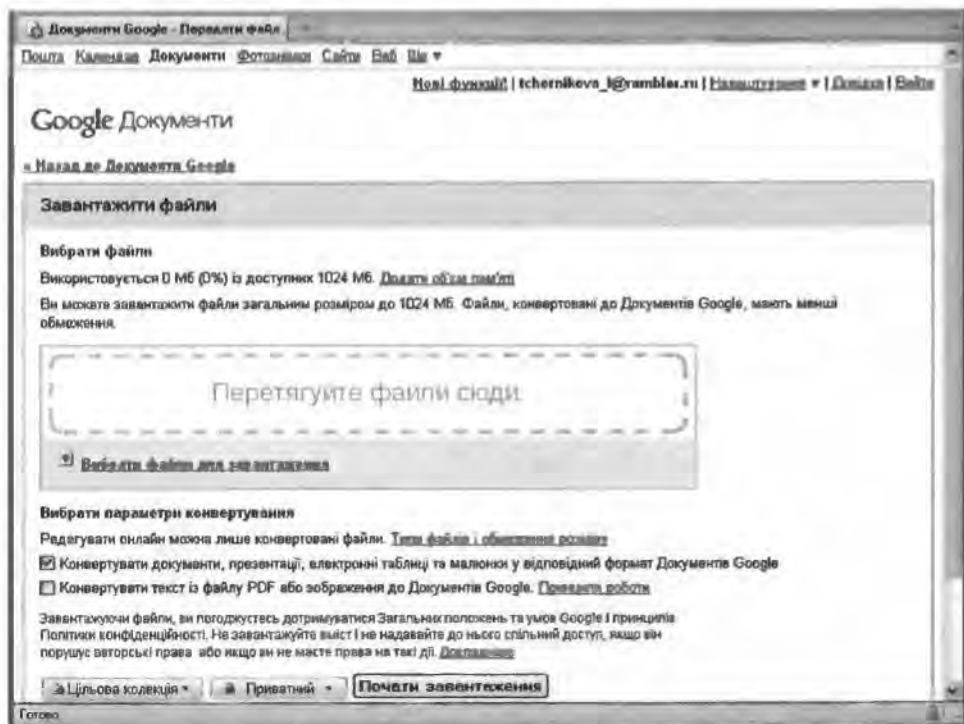 Документи Google - Передати файл
Пошта Календар Документи Фотознімки Сайти Веб Ще ▼
Нові функції! | tchernikova_l@rambler.ru | Налаштування ▼ | Довідка | Вийти
Google Документи
« Назад до Документи Google
Завантажити файли
Вибрати файли
Використовується 0 Мб (0%) із доступних 1024 Мб. Додати об'єм пам'яті
Ви можете завантажити файли загальним розміром до 1024 Мб. Файли, конвертовані до Документів Google, мають менші
обмеження.
Перетягуйте файли сюди
Вибрати файли для завантаження
Вибрати параметри конвертування
Редагувати онлайн можна лише конвертовані файли. Типи файлів і обмеження розміру
Конвертувати документи, презентації, електронні таблиці та малюнки у відповідний формат Документів Google
Конвертувати текст із файлу PDF або зображення до Документів Google. Принципи роботи
Завантажуючи файли, ви погоджуєтесь дотримуватися Загальних положень та умов Google і принципів
Політики конфіденційності. Не завантажуйте вміст і не надавайте до нього спільний доступ, якщо він
порушує авторські права або якщо ви не маєте права на такі дії. Докладніше
Цільова колекція ▾ Приватний ▾ Почати завантаження
Готово